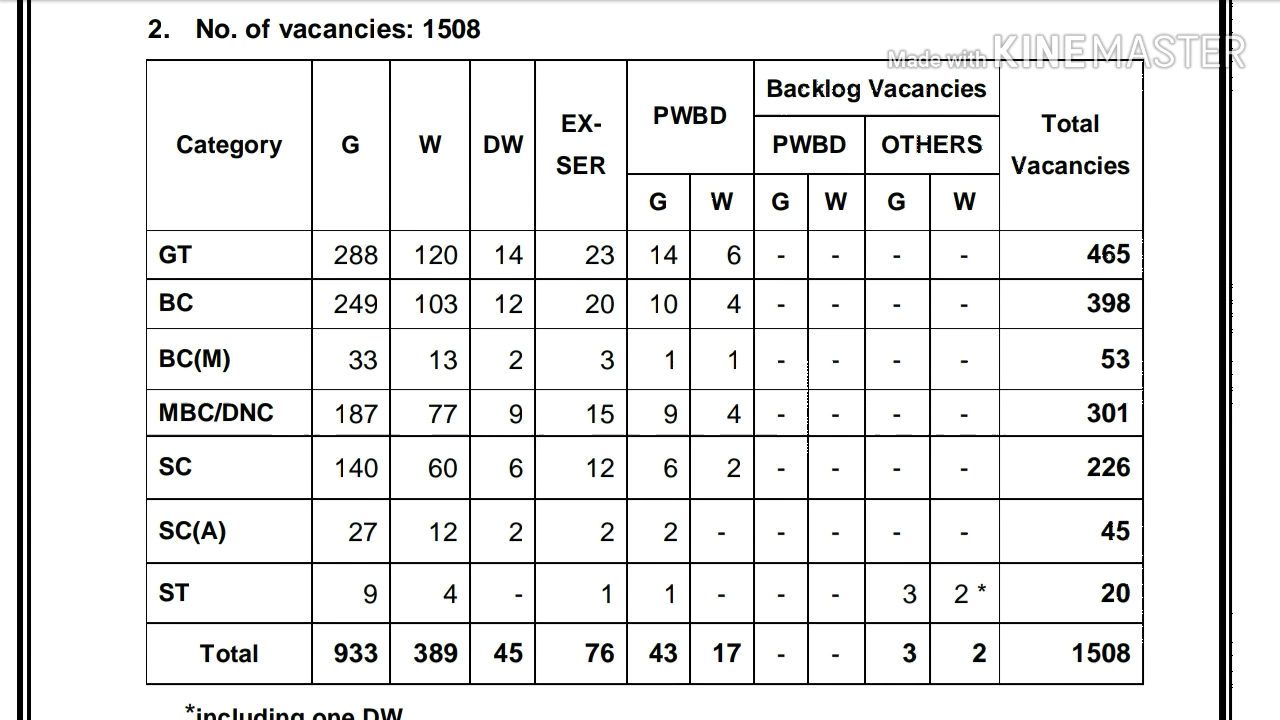 2. No. of vacancies: 1508
Made with KINEMASTER
Category G W DW EX-SER PWBD Backlog Vacancies Total Vacancies
PWBD OTHERS
G W G W G W
GT 288 120 14 23 14 6 - - - - 465
BC 249 103 12 20 10 4 - - - - 398
BC(M) 33 13 2 3 1 1 - - - - 53
MBC/DNC 187 77 9 15 9 4 - - - - 301
SC 140 60 6 12 6 2 - - - - 226
SC(A) 27 12 2 2 2 - - - - - 45
ST 9 4 - 1 1 - - - 3 2 * 20
Total 933 389 45 76 43 17 - - 3 2 1508
*including one DW